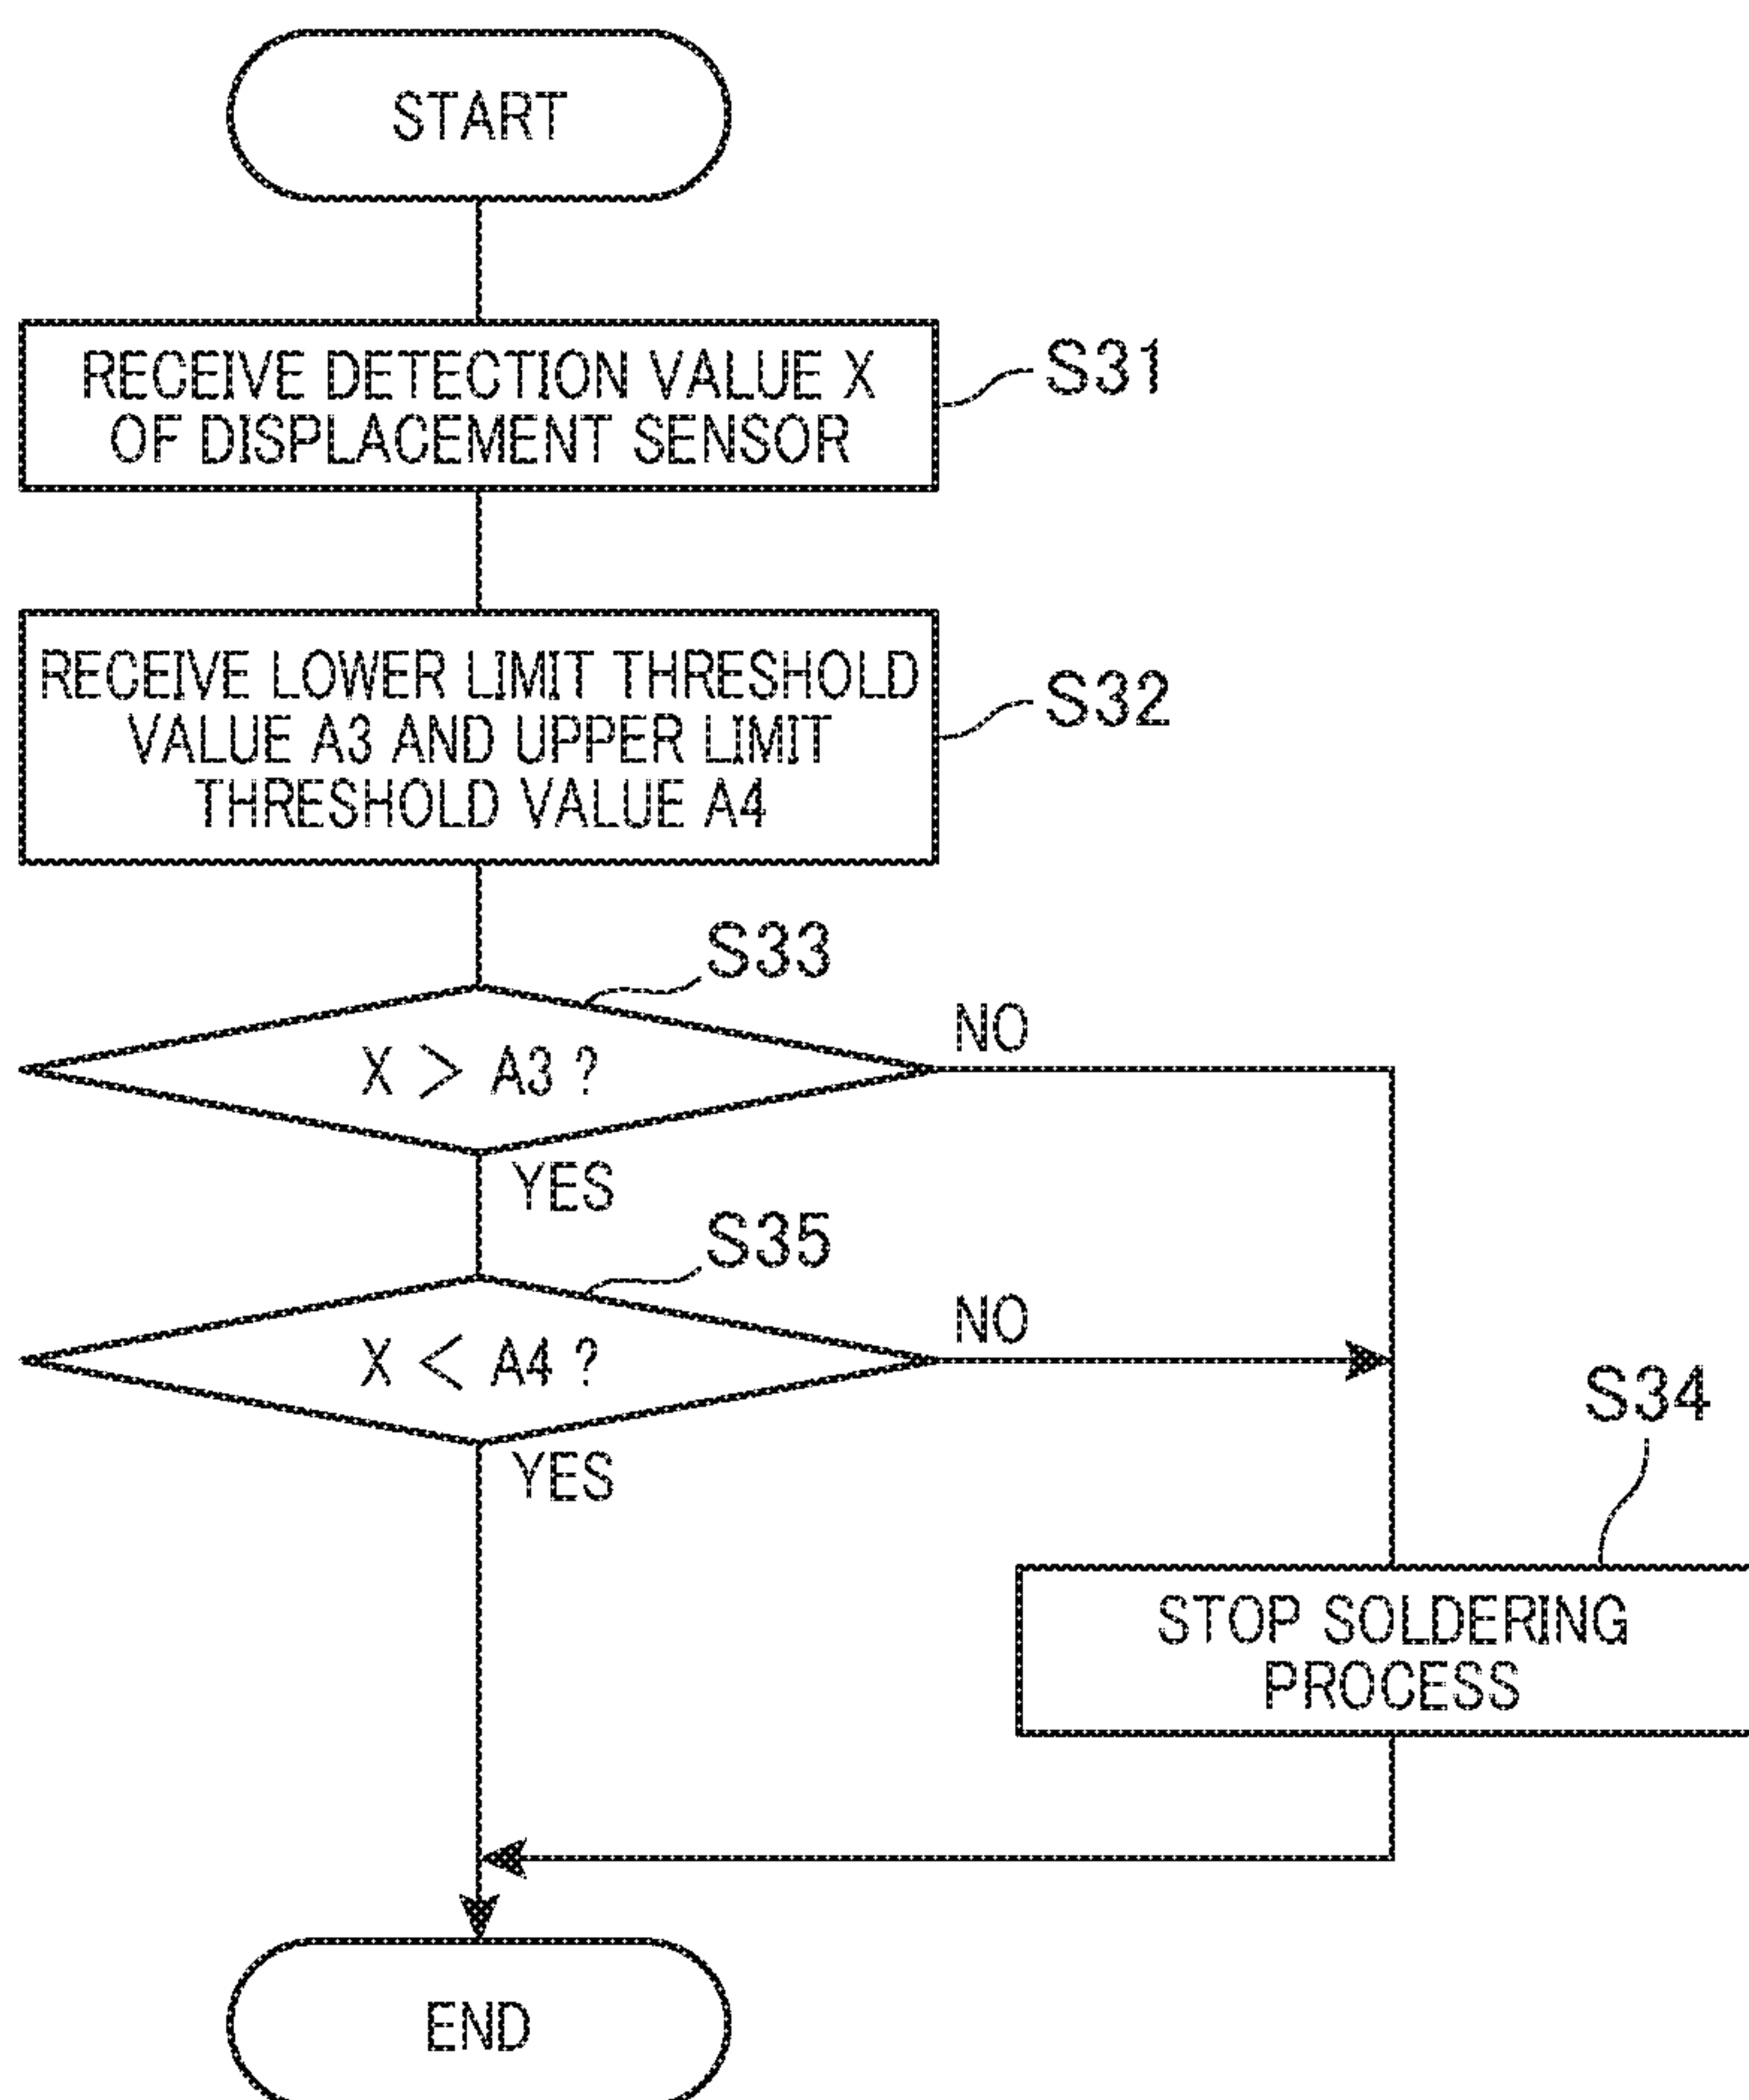 START
RECEIVE DETECTION VALUE X
OF DISPLACEMENT SENSOR
S31
RECEIVE LOWER LIMIT THRESHOLD
VALUE A3 AND UPPER LIMIT
THRESHOLD VALUE A4
S32
S33
X > A3 ?
NO
YES
S35
X < A4 ?
NO
YES
S34
STOP SOLDERING
PROCESS
END